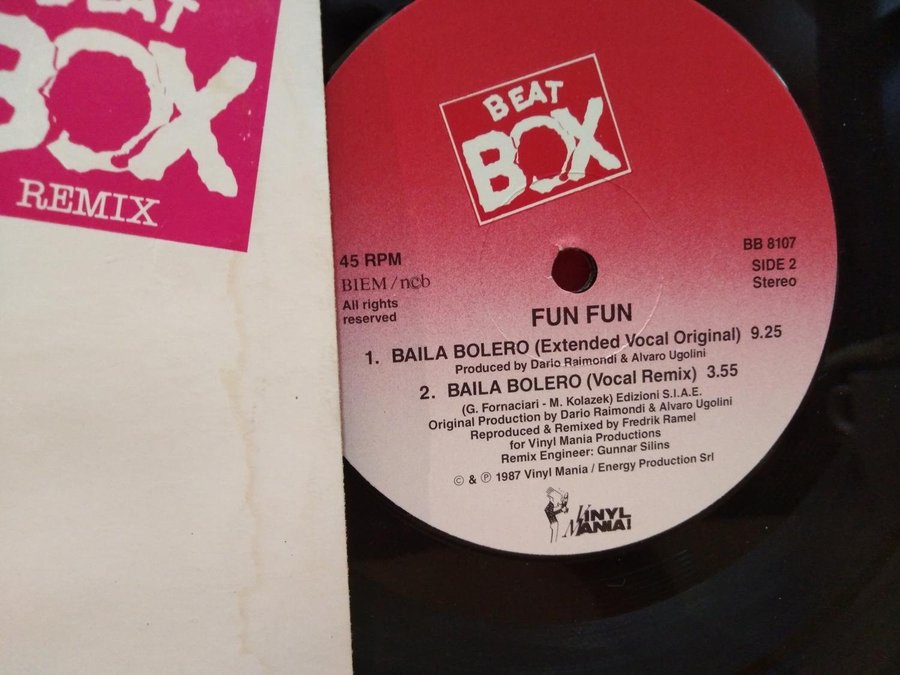 BEAT
BOX
REMIX
BEAT
BOX
45 RPM
BIEM/ncb
All rights
reserved
BB 8107
SIDE 2
Stereo
FUN FUN
1. BAILA BOLERO (Extended Vocal Original) 9.25
Produced by Dario Raimondi & Alvaro Ugolini
2. BAILA BOLERO (Vocal Remix) 3.55
(G. Fornaciari - M. Kolazek) Edizioni S.I.A.E.
Original Production by Dario Raimondi & Alvaro Ugolini
Reproduced & Remixed by Fredrik Ramel
for Vinyl Mania Productions
Remix Engineer: Gunnar Silins
© & ℗ 1987 Vinyl Mania / Energy Production Srl
VINYL
MANIA!